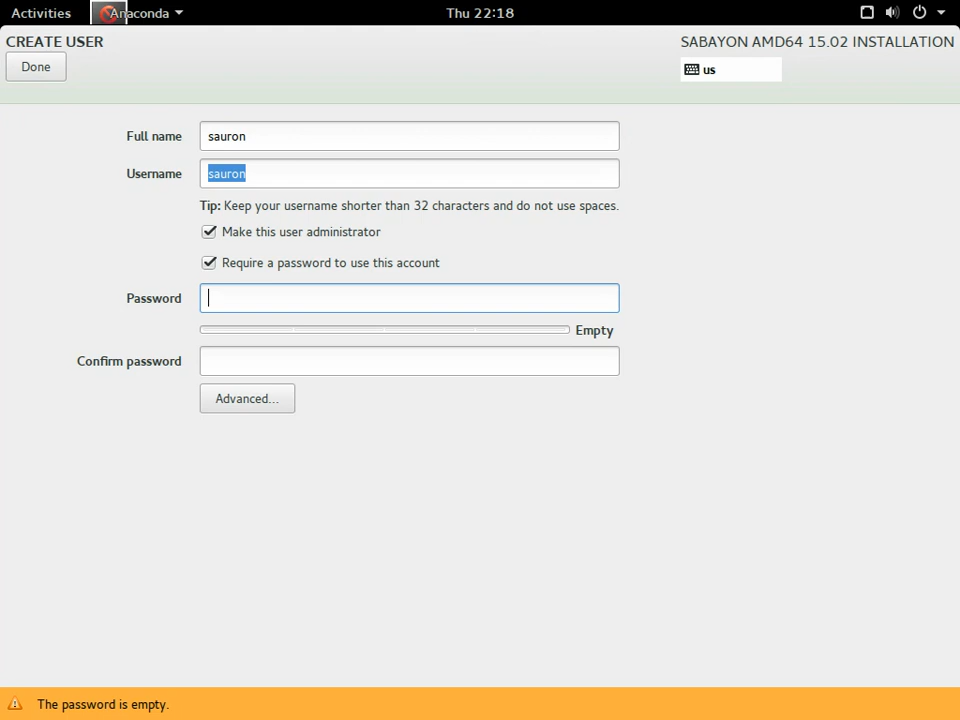 Activities Anaconda Thu 22:18
CREATE USER SABAYON AMD64 15.02 INSTALLATION
Done us
Full name sauron
Username sauron
Tip: Keep your username shorter than 32 characters and do not use spaces.
Make this user administrator
Require a password to use this account
Password
Empty
Confirm password
Advanced...
The password is empty.